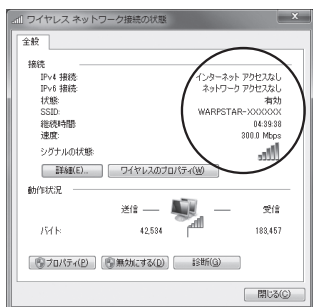 ワイヤレス ネットワーク接続の状態
全般
接続
IPv4 接続: インターネット アクセスなし
IPv6 接続: ネットワーク アクセスなし
状態: 有効
SSID: WARPSTAR-XXXXXX
継続時間: 04:39:38
速度: 300.0 Mbps
シグナルの状態:
詳細(E)... ワイヤレスのプロパティ(W)
動作状況
送信 受信
バイト: 42,534 183,457
プロパティ(P) 無効にする(D) 診断(G)
閉じる(C)